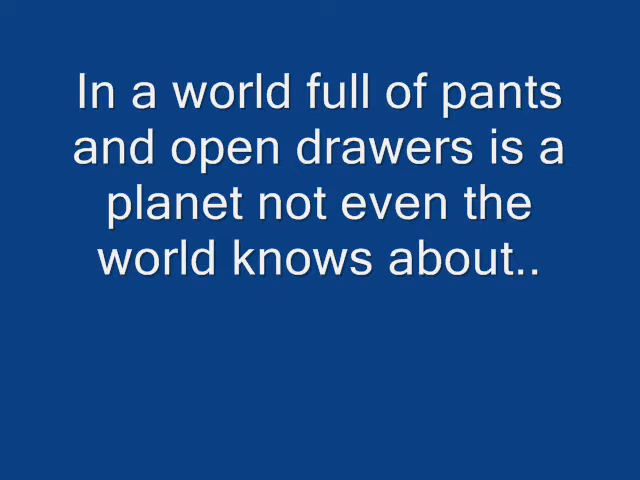 In a world full of pants
and open drawers is a
planet not even the
world knows about..